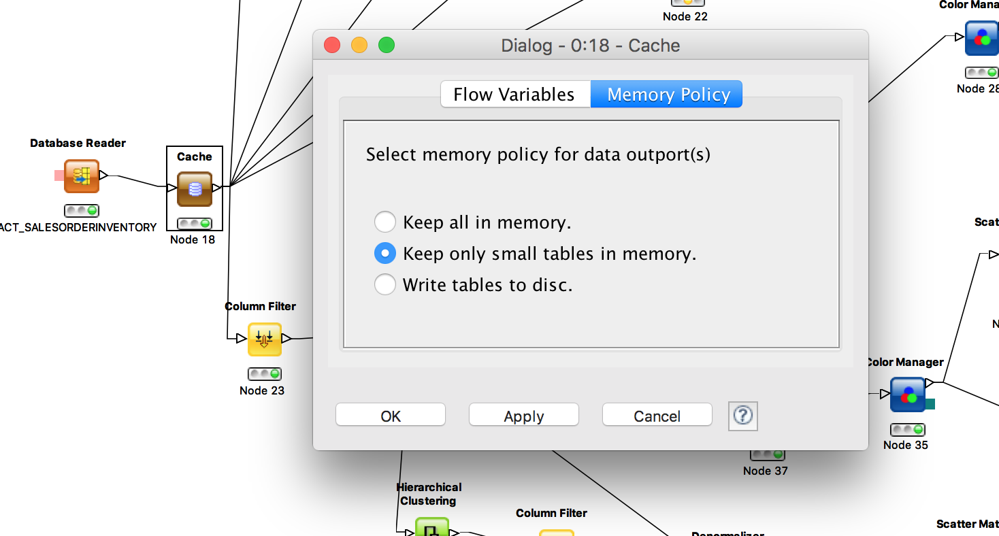 Color Mana
Node 22
Dialog - 0:18 - Cache
Node 28
Flow Variables
Memory Policy
Database Reader
Cache
Select memory policy for data outport(s)
Keep all in memory.
ACT_SALESORDERINVENTORY
Node 18
Scat
Keep only small tables in memory.
Write tables to disc.
Column Filter
N
Color Manager
Node 23
OK
Apply
Cancel
?
Node 35
Node 37
Hierarchical
Clustering
Column Filter
Scatter Mat
Denormalizer